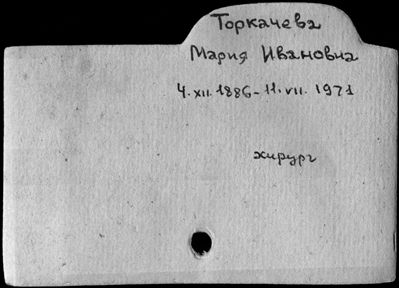 Торкачева
Мария Ивановна
4. XII. 1886 - 11. VII. 1971
хирург